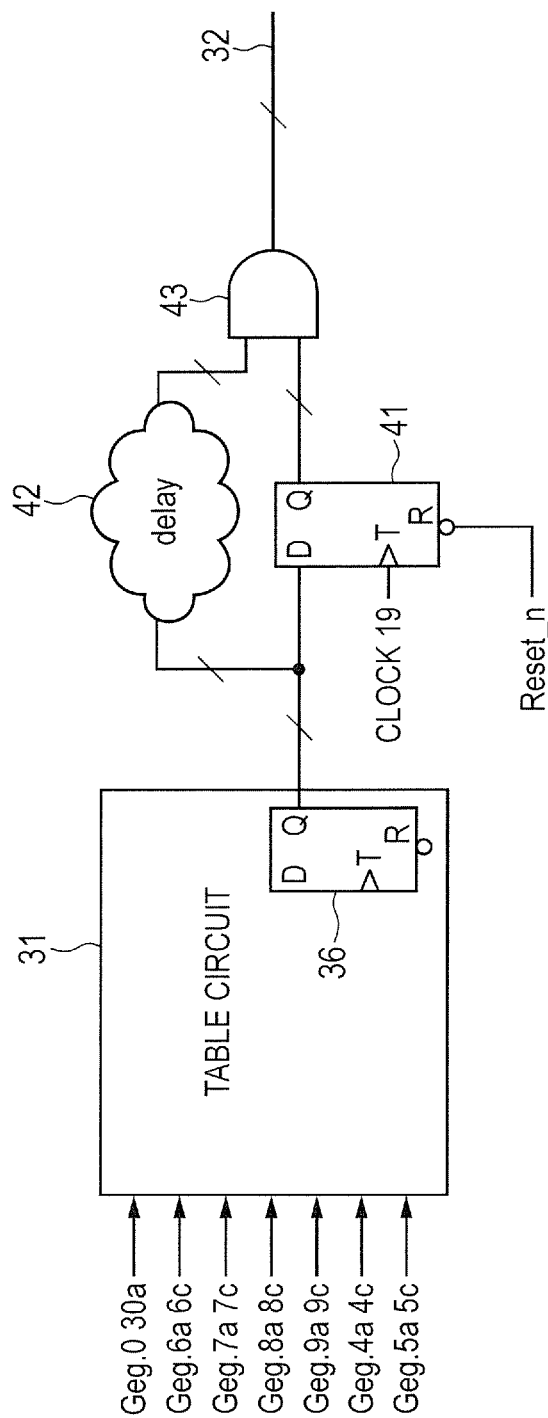 Geg.0 30a
Geg.6a 6c
Geg.7a 7c
Geg.8a 8c
Geg.9a 9c
Geg.4a 4c
Geg.5a 5c
31
TABLE CIRCUIT
D Q
T
R
36
42
delay
D Q
T
R
41
CLOCK 19
Reset_n
43
32